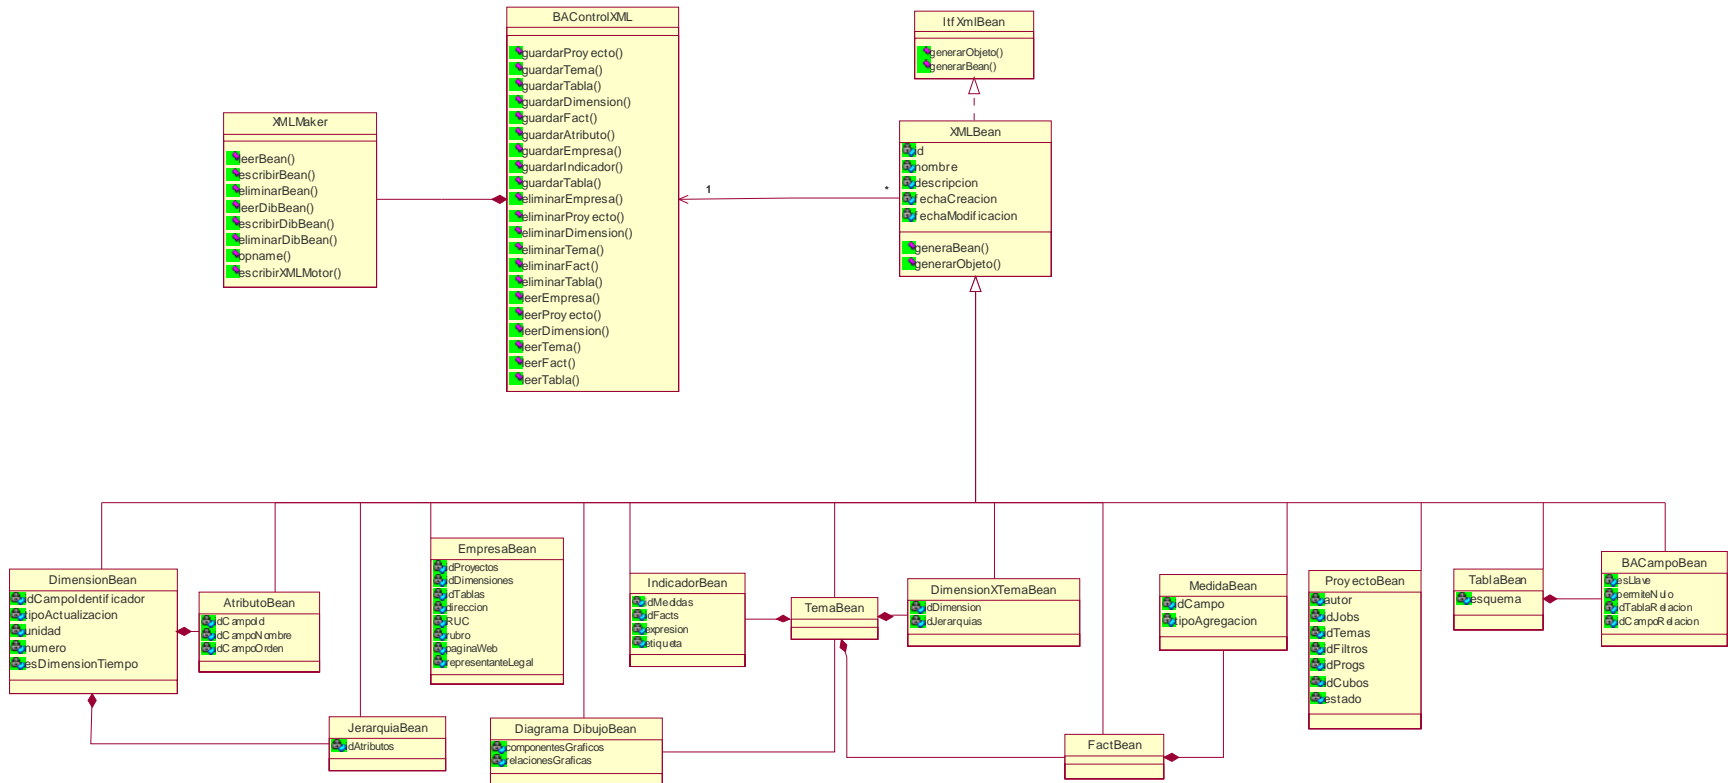 BAControlXML
guardarProyecto()
guardarTema()
guardarTabla()
guardarDimension()
guardarFact()
guardarAtributo()
guardarEmpresa()
guardarIndicador()
guardarTabla()
eliminarEmpresa()
eliminarProyecto()
eliminarDimension()
eliminarTema()
eliminarFact()
eliminarTabla()
leerEmpresa()
leerProyecto()
leerDimension()
leerTema()
leerFact()
leerTabla()
ItfXmlBean
generarObjeto()
generarBean()
XMLMaker
leerBean()
escribirBean()
eliminarBean()
leerDibBean()
escribirDibBean()
eliminarDibBean()
opname()
escribirXMLMotor()
XMLBean
id
nombre
descripcion
fechaCreacion
fechaModificacion
generaBean()
generarObjeto()
1
*
DimensionBean
idCampoIdentificador
tipoActualizacion
unidad
numero
esDimensionTiempo
AtributoBean
idCampoId
idCampoNombre
idCampoOrden
JerarquiaBean
idAtributos
EmpresaBean
idProyectos
idDimensiones
idTablas
direccion
RUC
rubro
paginaWeb
representanteLegal
Diagrama DibujoBean
componentesGraficos
relacionesGraficas
IndicadorBean
idMedidas
idFacts
expresion
etiqueta
TemaBean
DimensionXTemaBean
idDimension
idJerarquias
FactBean
MedidaBean
idCampo
tipoAgregacion
ProyectoBean
autor
idJobs
idTemas
idFiltros
idProgs
idCubos
estado
TablaBean
esquema
BACampoBean
esLlave
permiteNulo
idTablaRelacion
idCampoRelacion